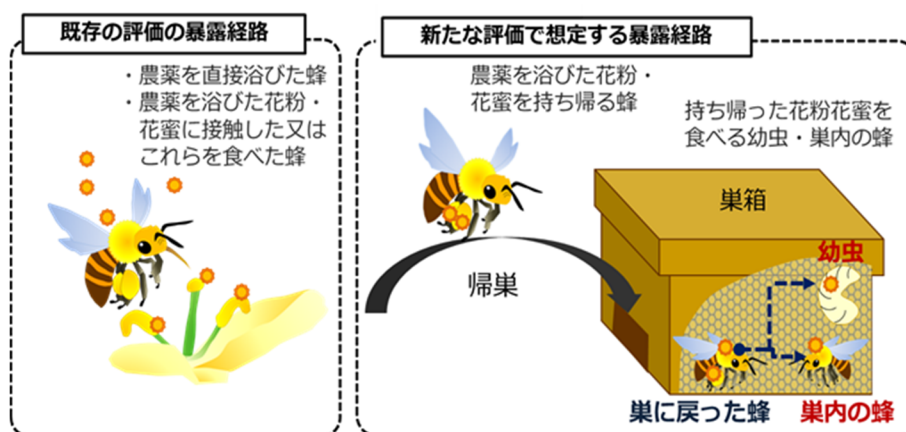 既存の評価の暴露経路
・農薬を直接浴びた蜂
・農薬を浴びた花粉・
花蜜に接触した又は
これらを食べた蜂
新たな評価で想定する暴露経路
農薬を浴びた花粉・
花蜜を持ち帰る蜂
持ち帰った花粉花蜜を
食べる幼虫・巣内の蜂
巣箱
幼虫
帰巣
巣に戻った蜂
巣内の蜂